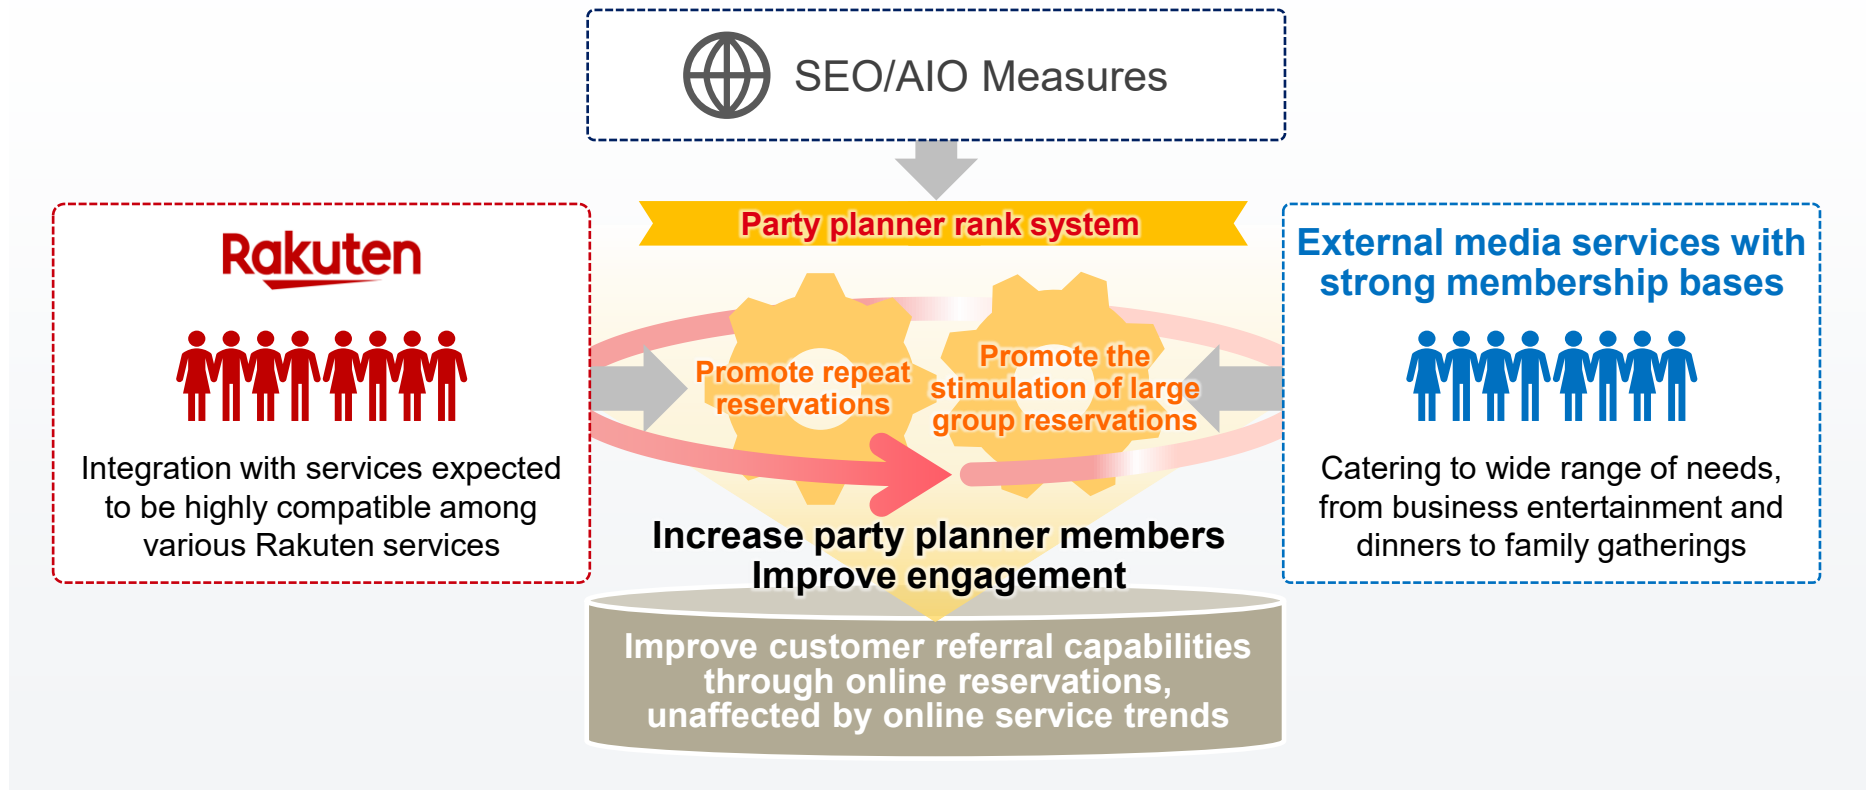 SEO/AIO Measures
Party planner rank system
Rakuten
Integration with services expected
to be highly compatible among
various Rakuten services
Promote repeat
reservations
Promote the
stimulation of large
group reservations
External media services with
strong membership bases
Catering to wide range of needs,
from business entertainment and
dinners to family gatherings
Increase party planner members
Improve engagement
Improve customer referral capabilities
through online reservations,
unaffected by online service trends